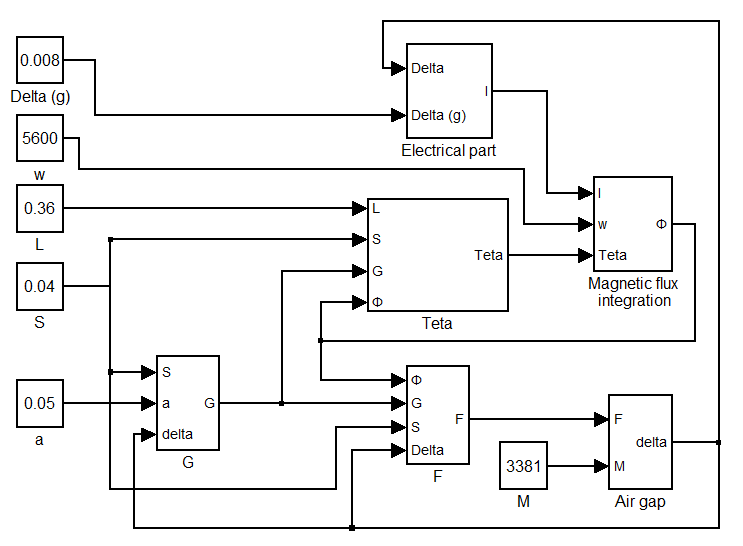 0.008
Delta (g)
5600
w
0.36
L
0.04
S
0.05
a
Delta
Delta (g)
I
Electrical part
L
S
G
Φ
Teta
Teta
I
w
Teta
Φ
Magnetic flux
integration
S
a
delta
G
G
Φ
G
S
Delta
F
F
3381
M
F
M
delta
Air gap